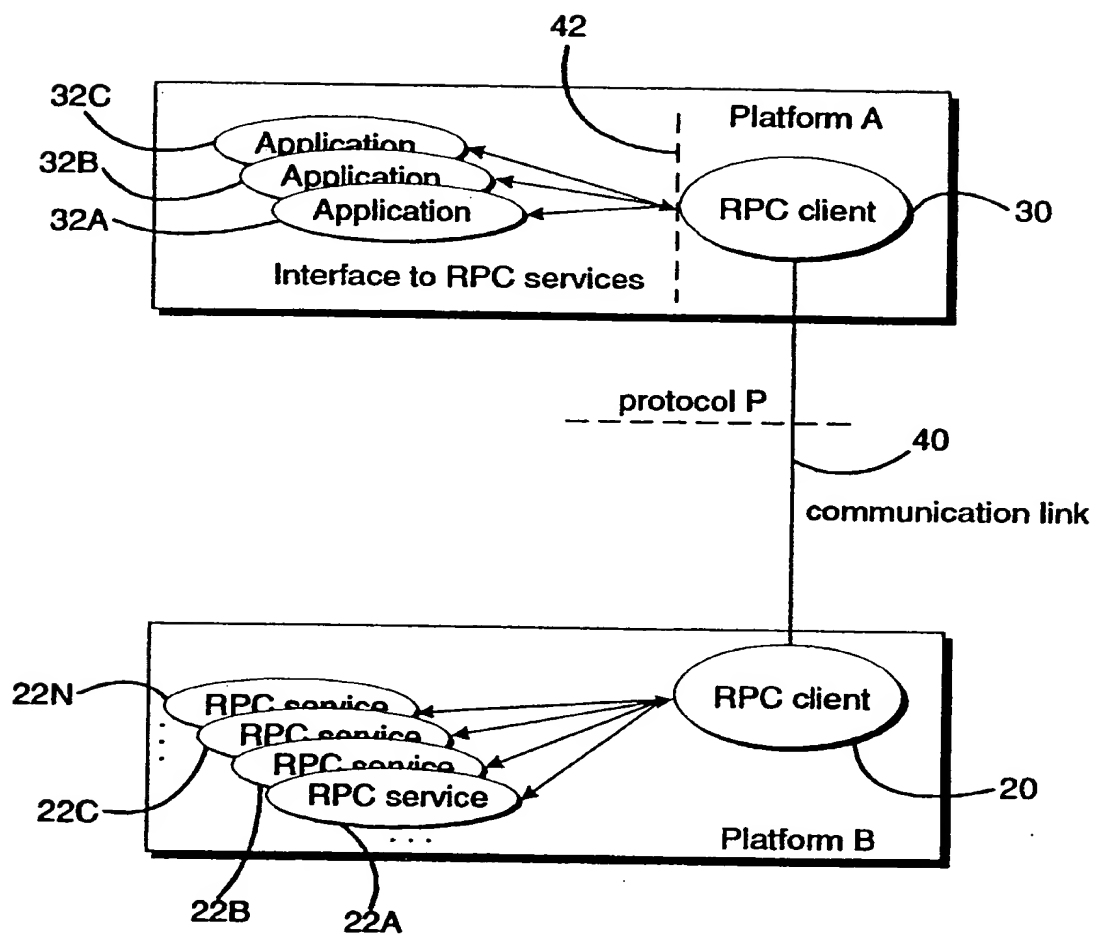 42
32C
Application
Platform A
32B
Application
32A
Application
RPC client
30
Interface to RPC services
protocol P
40
communication link
22N
RPC service
RPC client
RPC service
RPC service
22C
RPC service
20
. . .
Platform B
22B
22A